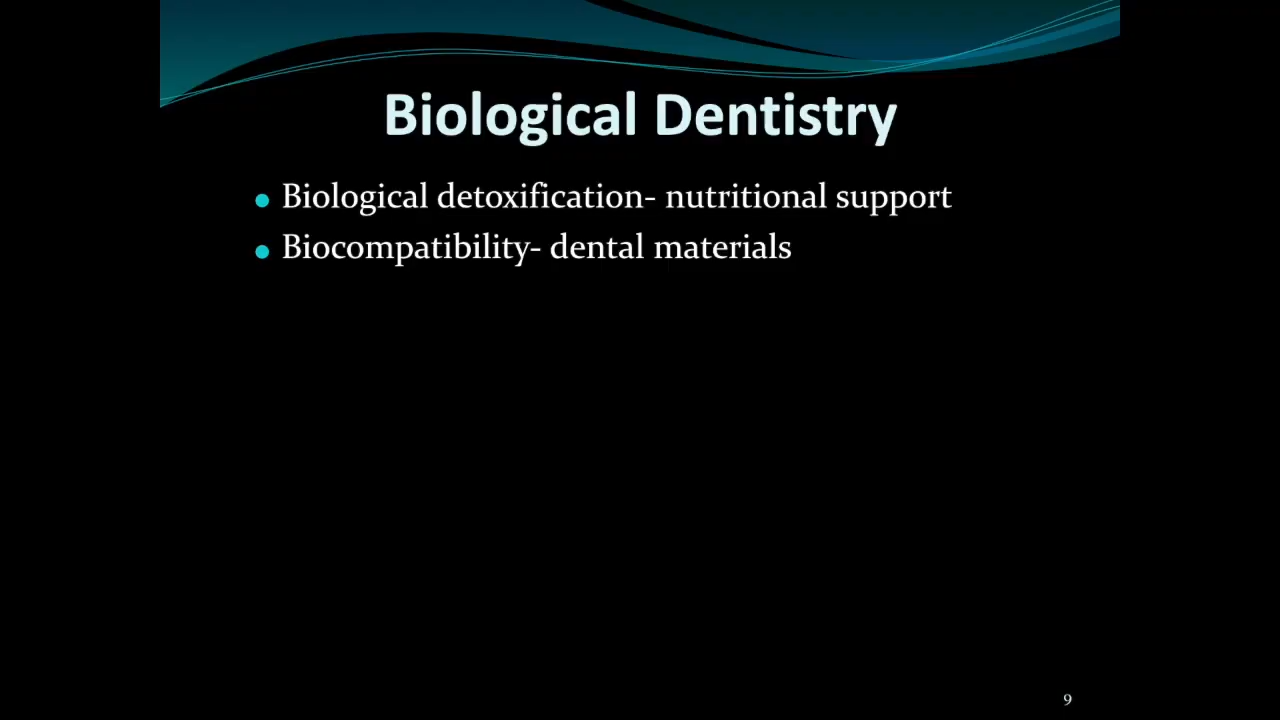 Biological Dentistry
Biological detoxification- nutritional support
Biocompatibility- dental materials
9